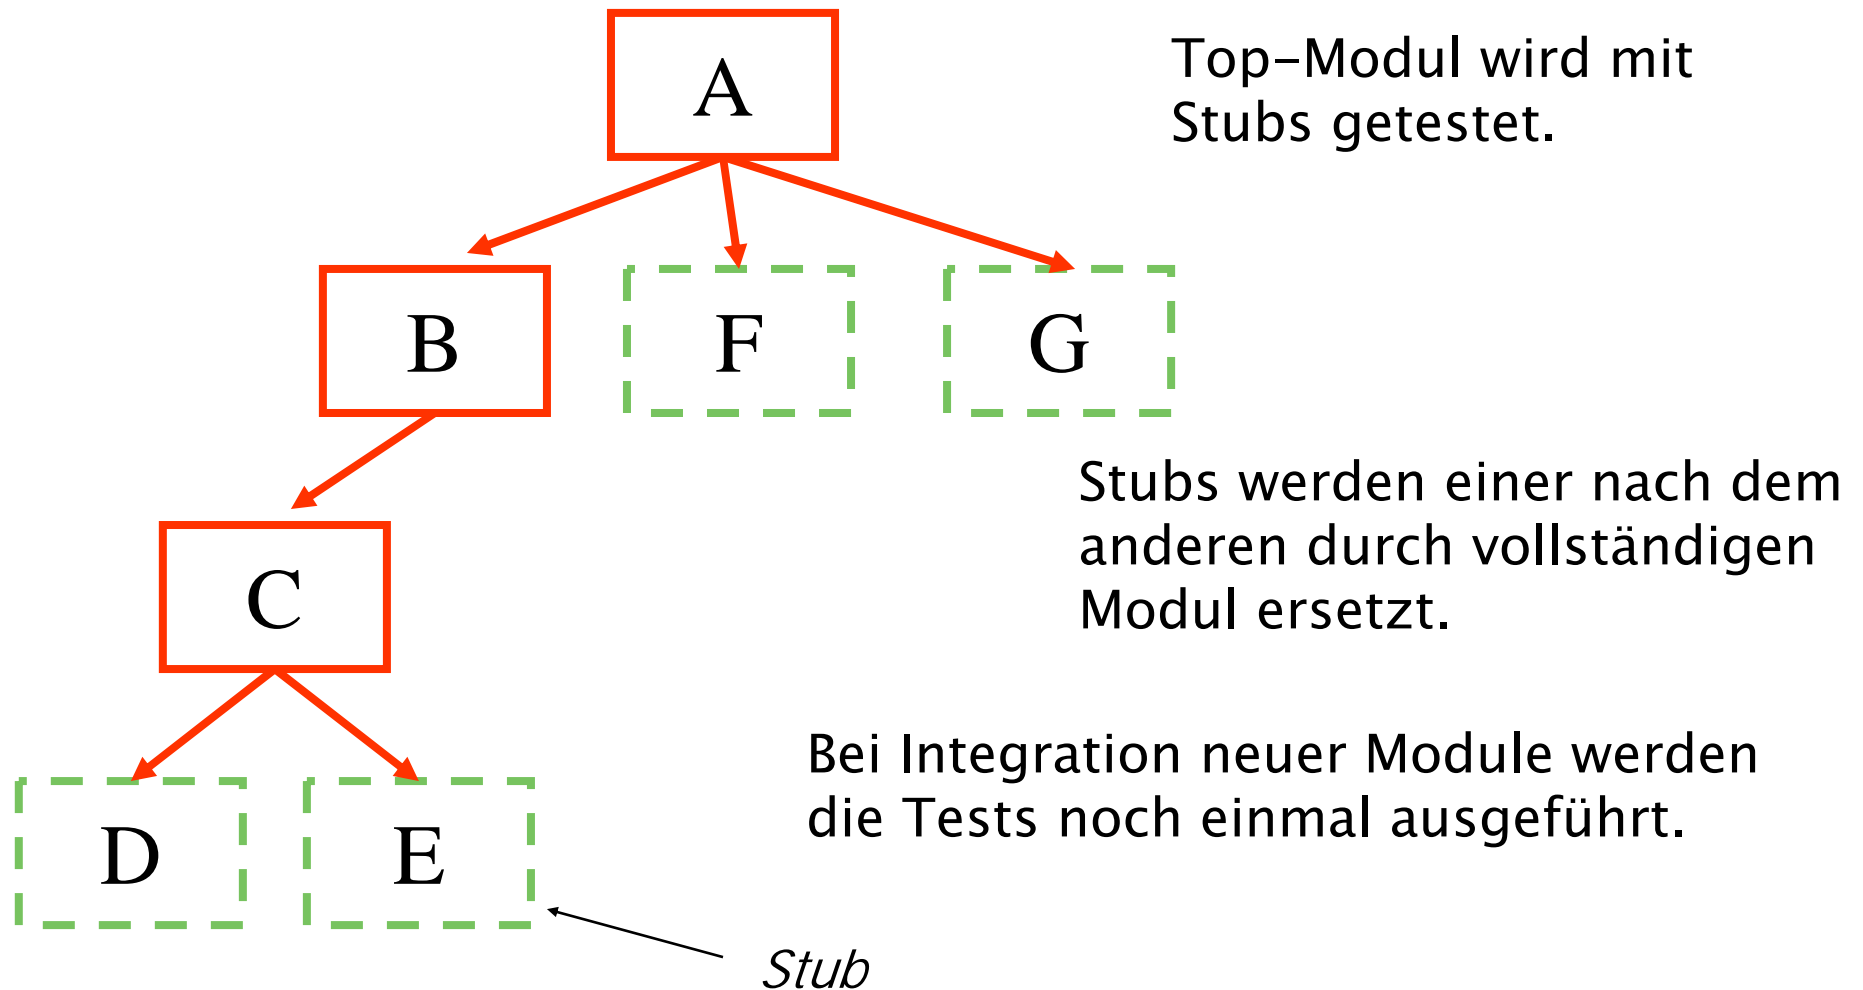 A
Top-Modul wird mit
Stubs getestet.
B
F
G
Stubs werden einer nach dem
anderen durch vollständigen
Modul ersetzt.
C
Bei Integration neuer Module werden
die Tests noch einmal ausgeführt.
D
E
Stub